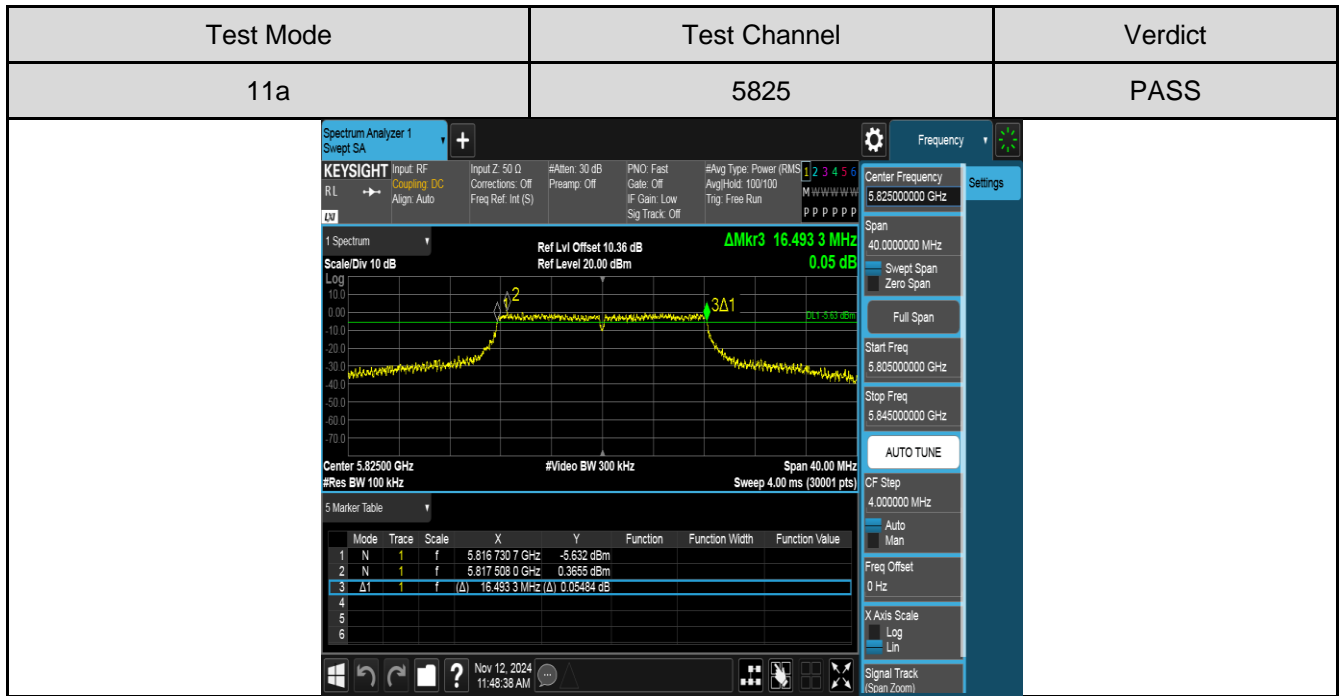 Test Mode Test Channel Verdict
11a 5825 PASS
Spectrum Analyzer 1
Swept SA
+
Frequency
KEYSIGHT Input: RF Input Z: 50 Ω #Atten: 30 dB PNO: Fast #Avg Type: Power (RMS 1 2 3 4 5 6
RL Coupling: DC Corrections: Off Preamp: Off Gate: Off Avg|Hold: 100/100 M W W W W W
Align: Auto Freq Ref: Int (S) IF Gain: Low Trig: Free Run
LXI Sig Track: Off P P P P P P
Center Frequency
5.825000000 GHz
Settings
Span
40.0000000 MHz
Swept Span
Zero Span
Full Span
Start Freq
5.805000000 GHz
Stop Freq
5.845000000 GHz
AUTO TUNE
CF Step
4.000000 MHz
Auto
Man
Freq Offset
0 Hz
X Axis Scale
Log
Lin
Signal Track
(Span Zoom)
1 Spectrum
Ref Lvl Offset 10.36 dB ΔMkr3 16.493 3 MHz
Scale/Div 10 dB Ref Level 20.00 dBm 0.05 dB
Log
10.0
0.00
-10.0
-20.0
-30.0
-40.0
-50.0
-60.0
-70.0
2
3Δ1
DL1 -5.63 dBm
Center 5.82500 GHz #Video BW 300 kHz Span 40.00 MHz
#Res BW 100 kHz Sweep 4.00 ms (30001 pts)
5 Marker Table
Mode Trace Scale X Y Function Function Width Function Value
1 N 1 f 5.816 730 7 GHz -5.632 dBm
2 N 1 f 5.817 508 0 GHz 0.3655 dBm
3 Δ1 1 f (Δ) 16.493 3 MHz (Δ) 0.05484 dB
4
5
6
? Nov 12, 2024
11:48:38 AM